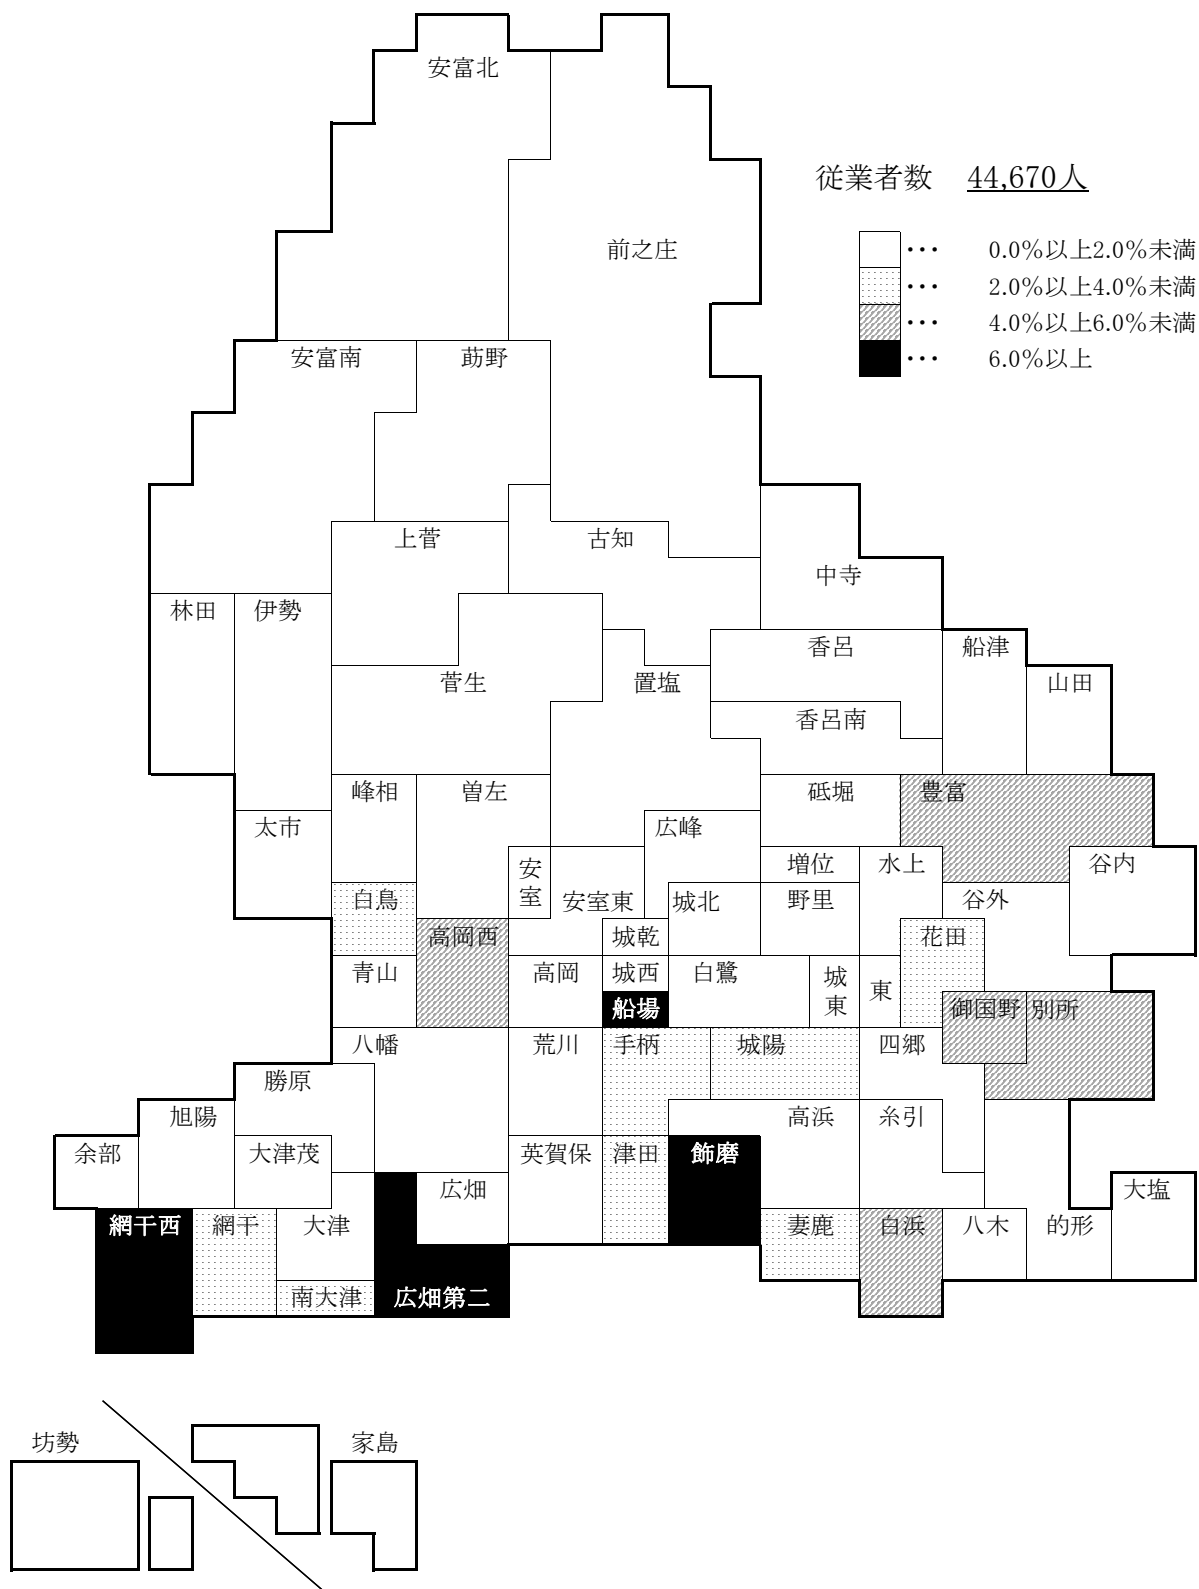 安富北
従業者数 44,670人
前之庄
･･･ 0.0%以上2.0%未満
･･･ 2.0%以上4.0%未満
･･･ 4.0%以上6.0%未満
･･･ 6.0%以上
安富南 莇野
上菅 古知
中寺
林田 伊勢
香呂 船津
菅生 置塩 山田
香呂南
峰相 曽左 砥堀 豊富
太市 広峰
安室 増位 水上 谷内
白鳥 安室東 城北 野里 谷外
高岡西 城乾 花田
青山 高岡 城西 白鷺 城東 東
船場 御国野 別所
八幡 荒川 手柄 城陽 四郷
勝原
旭陽 高浜 糸引
余部 大津茂 英賀保 津田 飾磨
広畑 大塩
網干西 網干 大津 妻鹿 白浜 八木 的形
南大津 広畑第二
坊勢 家島